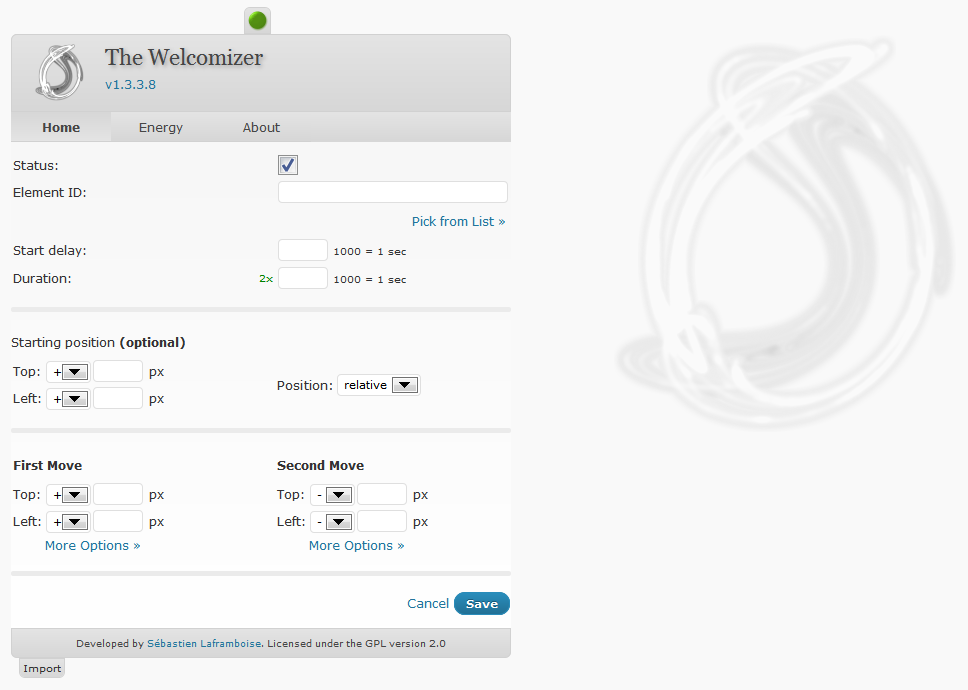 The Welcomizer
v1.3.3.8
Home Energy About
Status:
Element ID:
Pick from List »
Start delay: 1000 = 1 sec
Duration: 2x 1000 = 1 sec
Starting position (optional)
Top: + px
Position: relative
Left: + px
First Move Second Move
Top: + px Top: - px
Left: + px Left: - px
More Options » More Options »
Cancel Save
Developed by Sébastien Laframboise. Licensed under the GPL version 2.0
Import